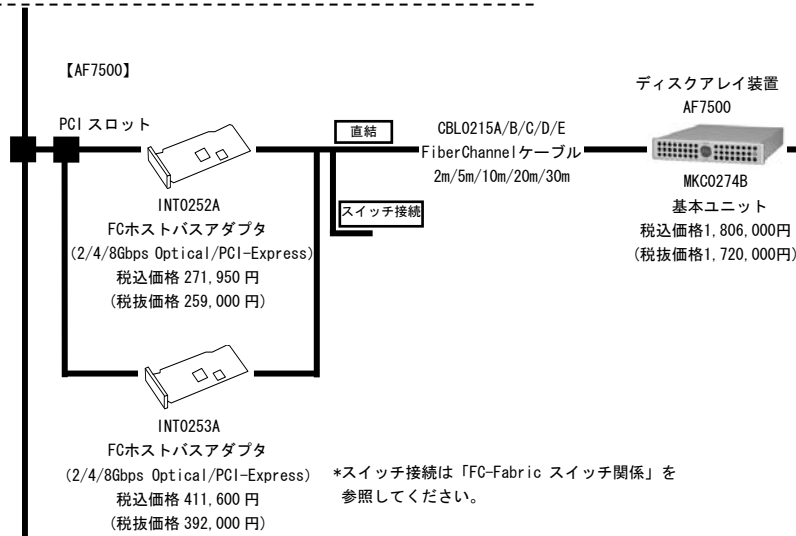 【AF7500】
PCI スロット
INT0252A
FCホストバスアダプタ
(2/4/8Gbps Optical/PCI-Express)
税込価格 271,950 円
(税抜価格 259,000 円)
INT0253A
FCホストバスアダプタ
(2/4/8Gbps Optical/PCI-Express)
税込価格 411,600 円
(税抜価格 392,000 円)
直結
スイッチ接続
CBL0215A/B/C/D/E
FiberChannelケーブル
2m/5m/10m/20m/30m
ディスクアレイ装置
AF7500
MKC0274B
基本ユニット
税込価格1,806,000円
(税抜価格1,720,000円)
*スイッチ接続は「FC-Fabric スイッチ関係」を
参照してください。